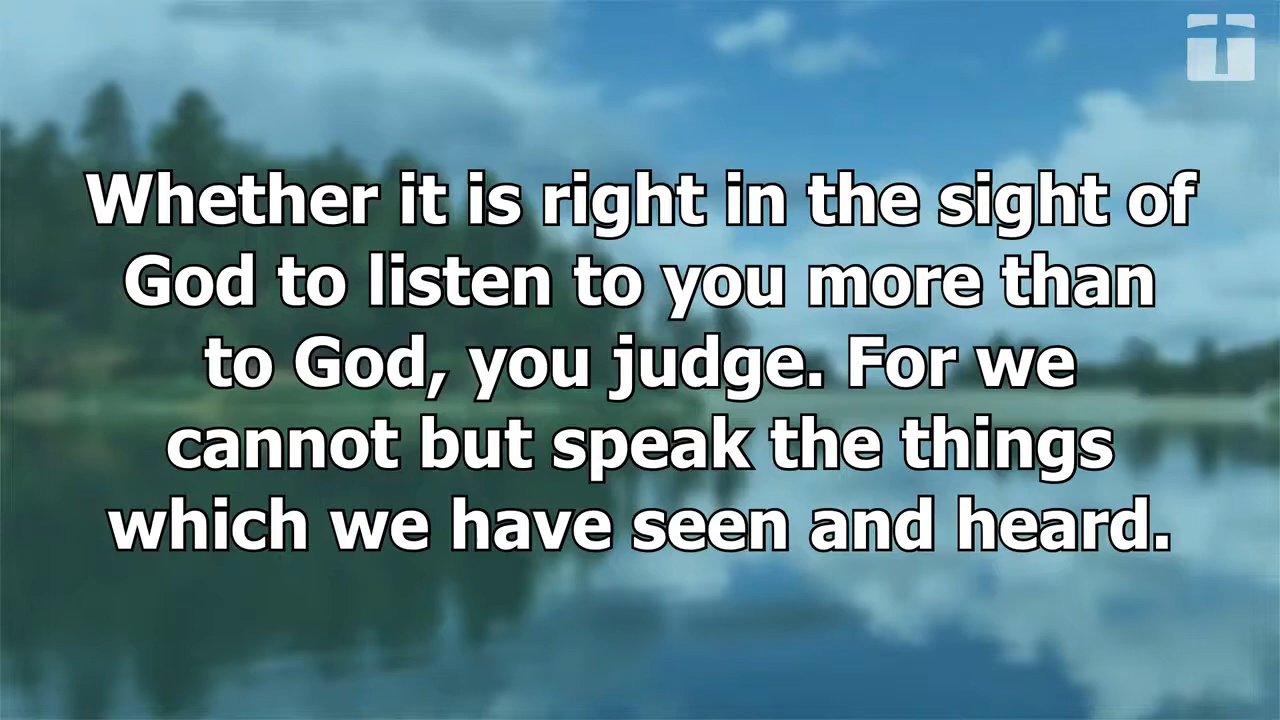 Whether it is right in the sight of
God to listen to you more than
to God, you judge. For we
cannot but speak the things
which we have seen and heard.